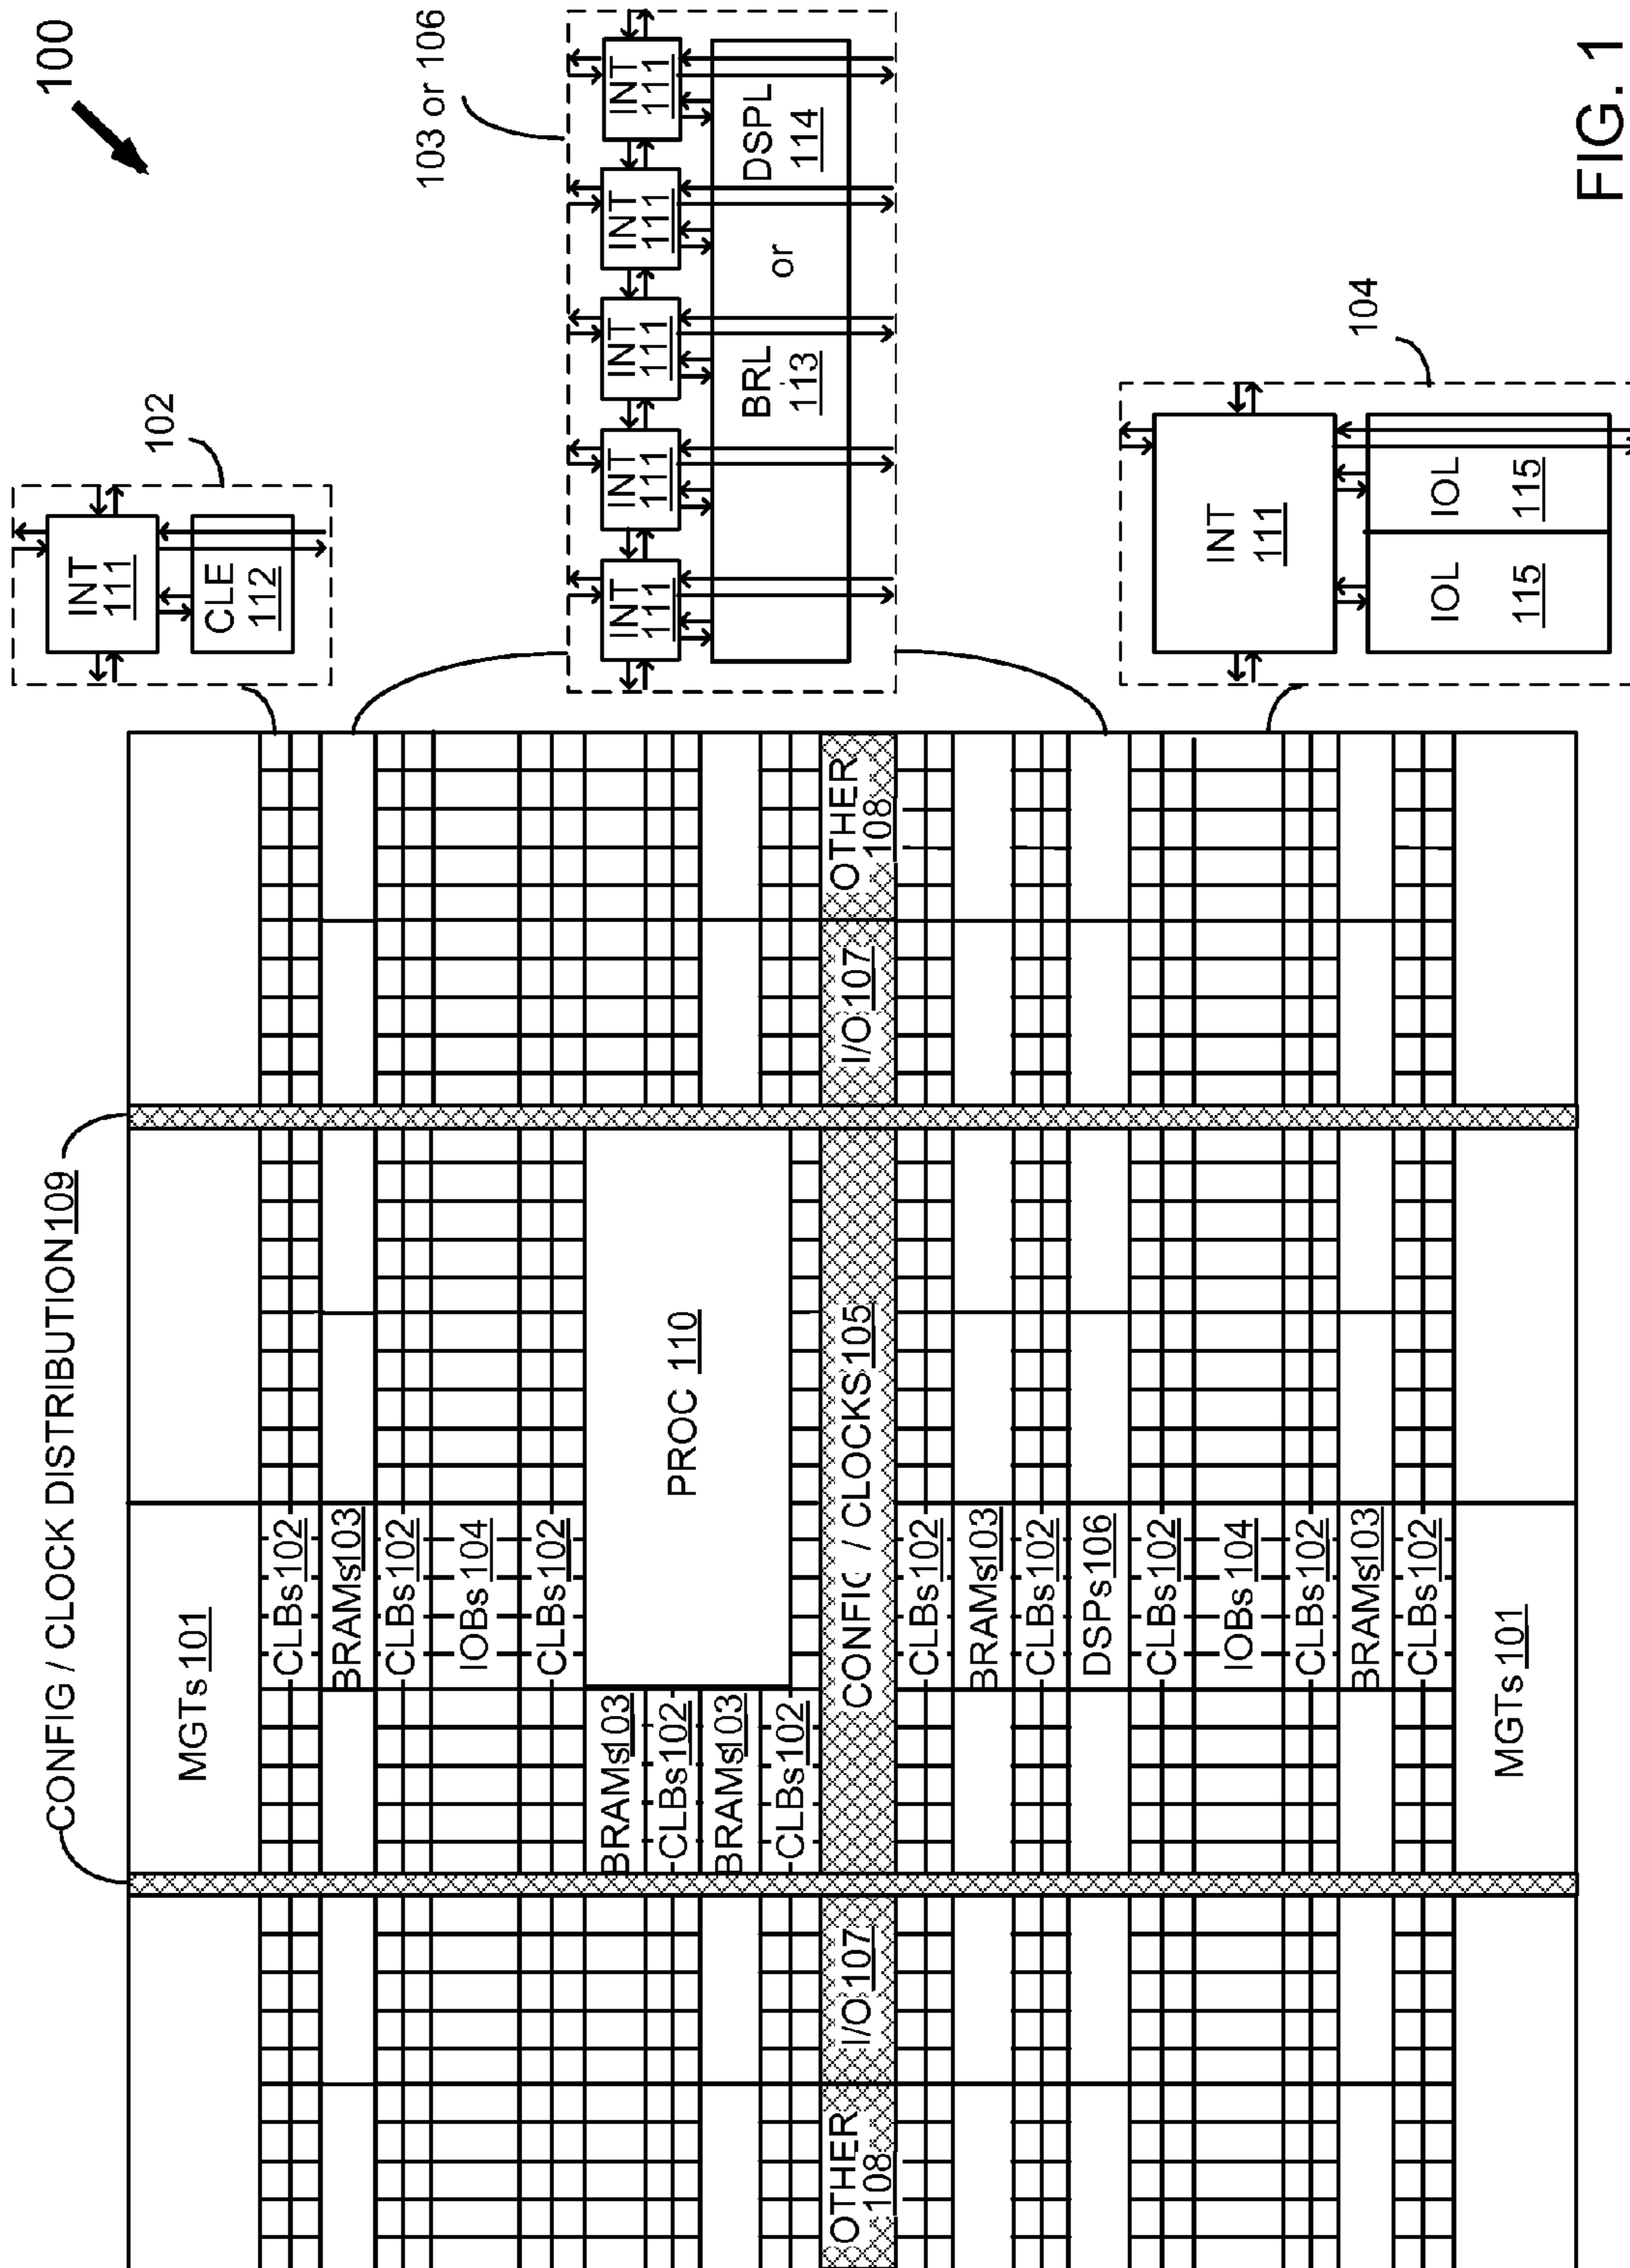 100
CONFIG / CLOCK DISTRIBUTION 109
MGTs 101
CLBs 102
BRAMs 103
CLBs 102
IOBs 104
CLBs 102
BRAMs 103
CLBs 102
BRAMs 103
CLBs 102
PROC 110
OTHER
108
I/O 107
CONFIG / CLOCKS 105
I/O 107
OTHER
108
CLBs 102
BRAMs 103
CLBs 102
DSPs 106
CLBs 102
IOBs 104
CLBs 102
BRAMs 103
CLBs 102
MGTs 101
102
INT
111
CLE
112
103 or 106
INT
111
INT
111
INT
111
INT
111
INT
111
BRL
113
or
DSPL
114
104
INT
111
IOL
115
IOL
115
FIG. 1